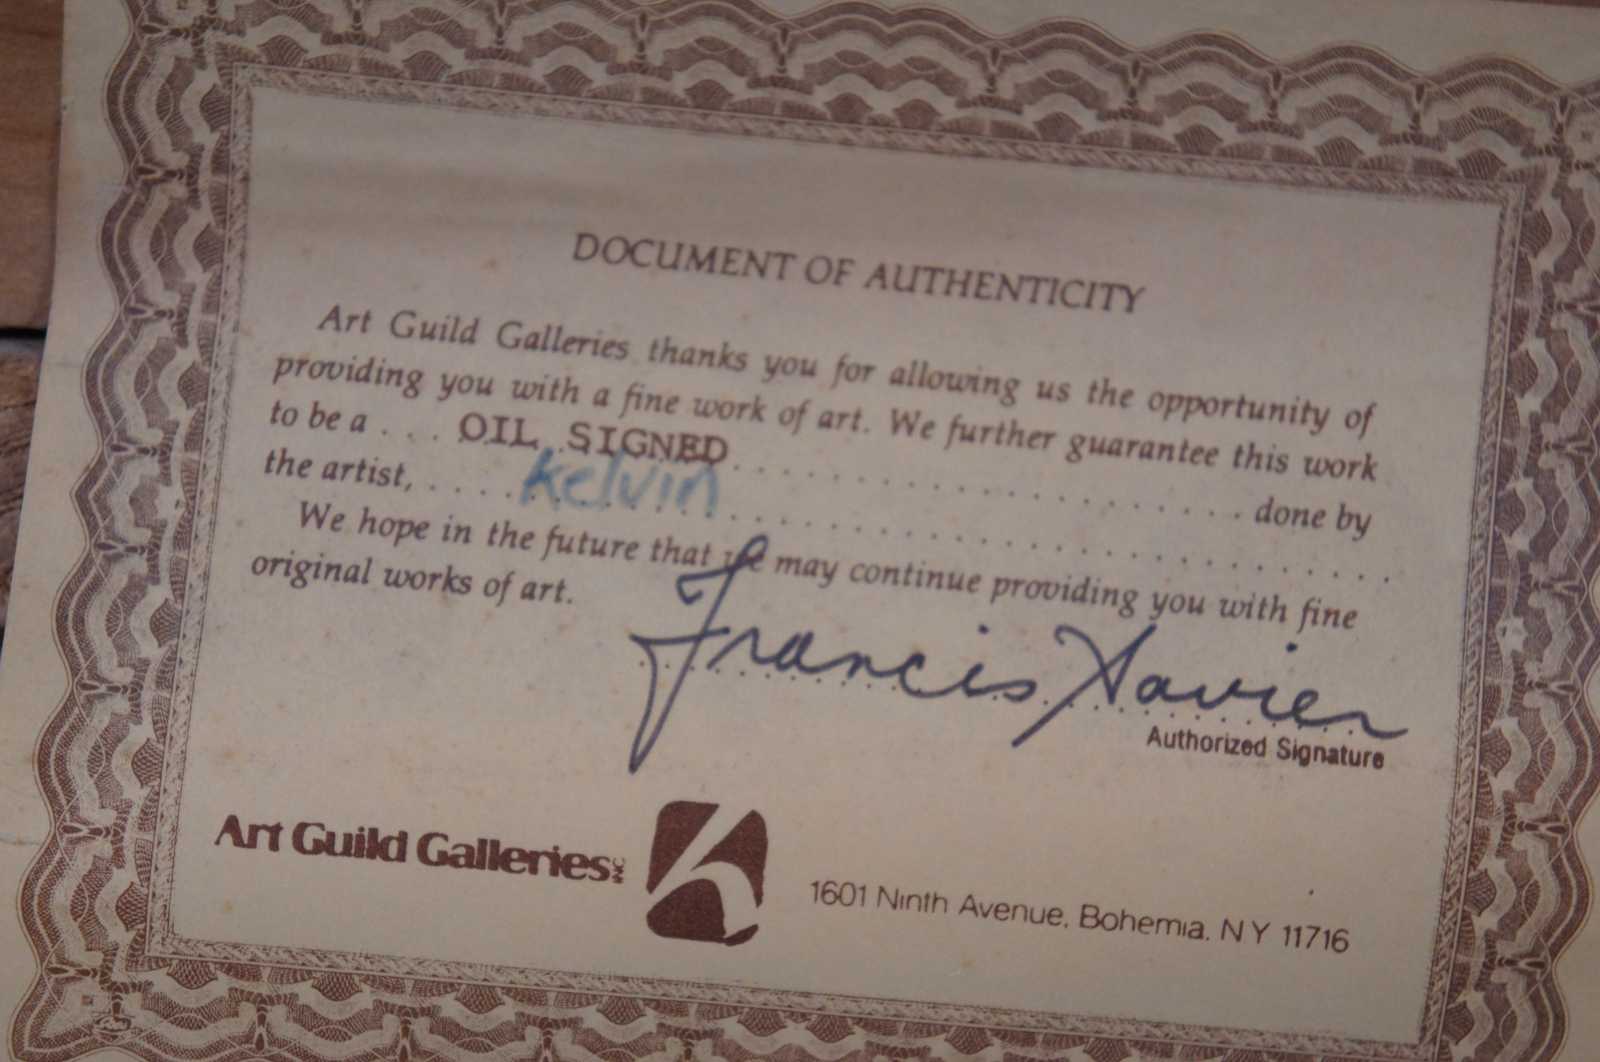 DOCUMENT OF AUTHENTICITY
Art Guild Galleries thanks you for allowing us the opportunity of
providing you with a fine work of art. We further guarantee this work
to be a . . . OIL SIGNED . . . . . . . . . . . . . . . . . . . . . done by
the artist, . . . . Kelvin . . . . . . . . . . . . . . . . . . . . . . . . . .
We hope in the future that we may continue providing you with fine
original works of art.
Francis Xavier
Authorized Signature
Art Guild Galleries INC
1601 Ninth Avenue, Bohemia, NY 11716